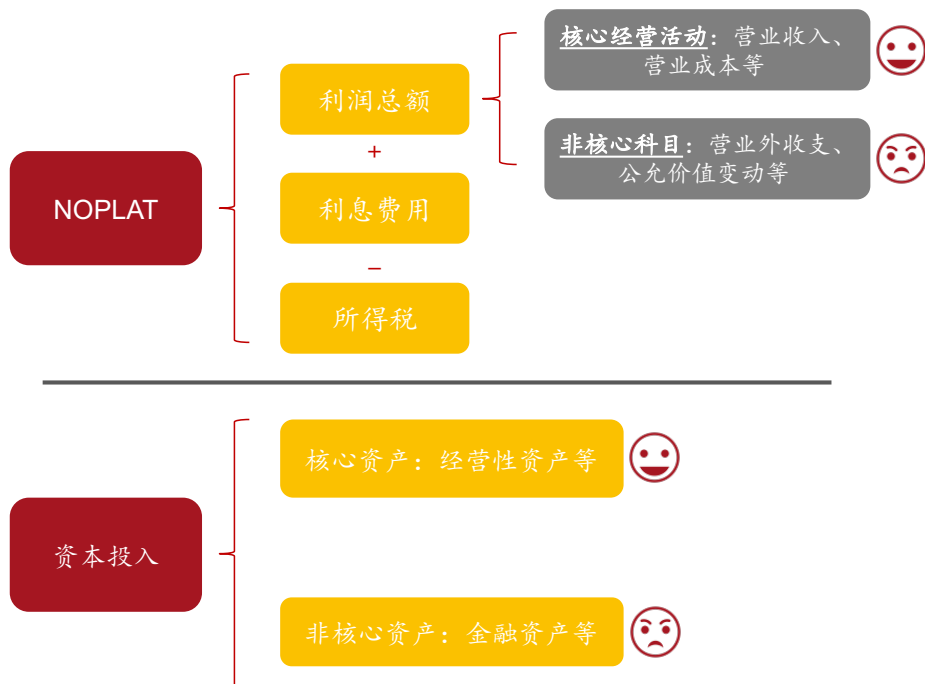 核心经营活动：营业收入、
营业成本等
利润总额
+
非核心科目：营业外收支、
公允价值变动等
NOPLAT
利息费用
−
所得税
核心资产：经营性资产等
资本投入
非核心资产：金融资产等